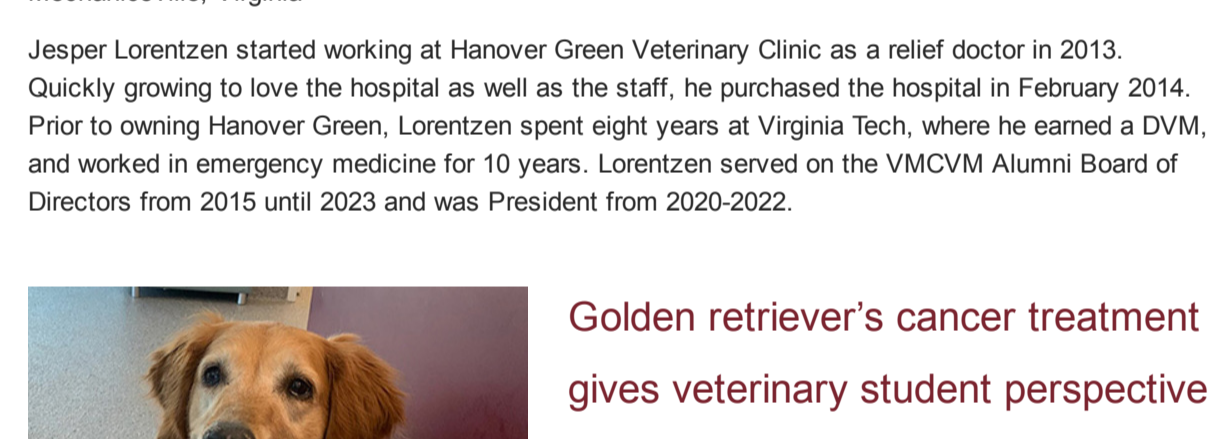 Jesper Lorentzen started working at Hanover Green Veterinary Clinic as a relief doctor in 2013.
Quickly growing to love the hospital as well as the staff, he purchased the hospital in February 2014.
Prior to owning Hanover Green, Lorentzen spent eight years at Virginia Tech, where he earned a DVM,
and worked in emergency medicine for 10 years. Lorentzen served on the VMCVM Alumni Board of
Directors from 2015 until 2023 and was President from 2020-2022.
Golden retriever’s cancer treatment
gives veterinary student perspective